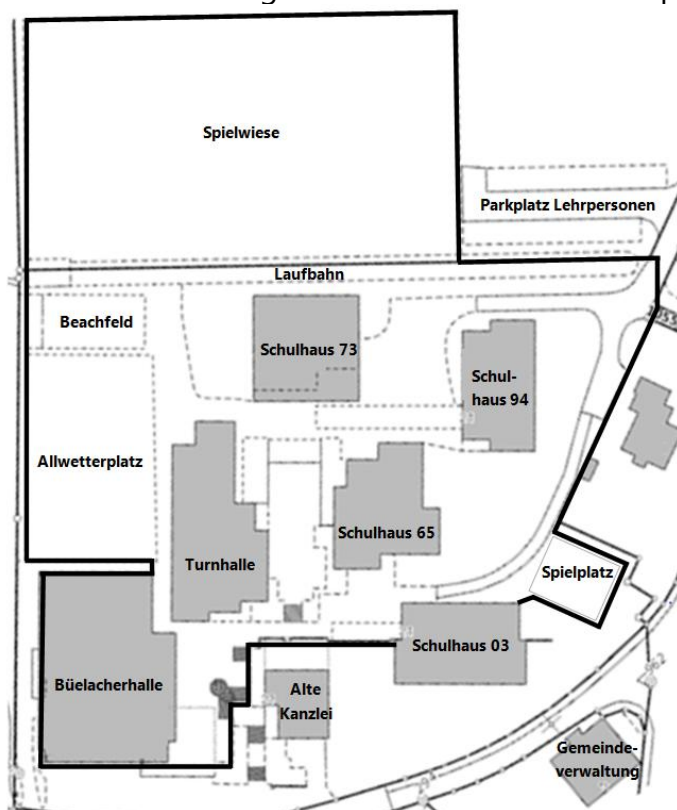 Spielwiese
Parkplatz Lehrpersonen
Laufbahn
Beachfeld
Schulhaus 73
Schul-
haus 94
Allwetterplatz
Schulhaus 65
Turnhalle
Spielplatz
Schulhaus 03
Büelacherhalle
Alte
Kanzlei
Gemeinde-
verwaltung